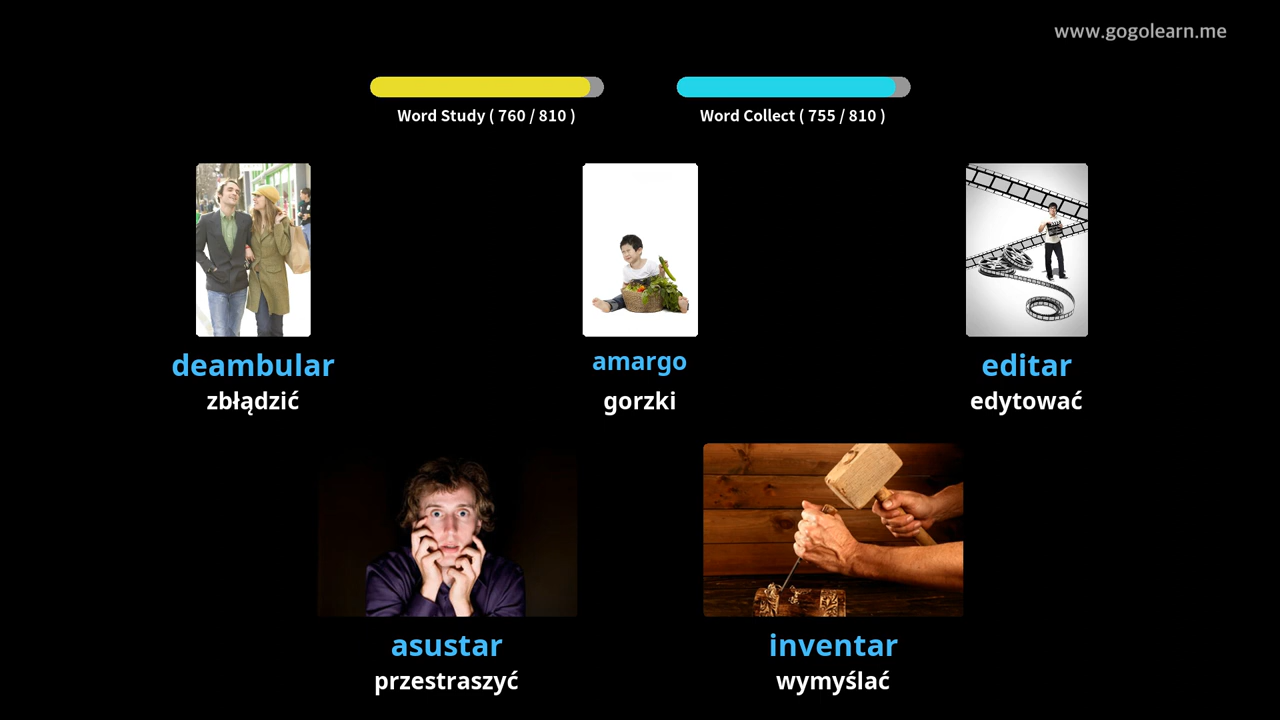 www.gogolearn.me
Word Study ( 760 / 810 )
Word Collect ( 755 / 810 )
deambular
zbłądzić
amargo
gorzki
editar
edytować
asustar
przestraszyć
inventar
wymyślać